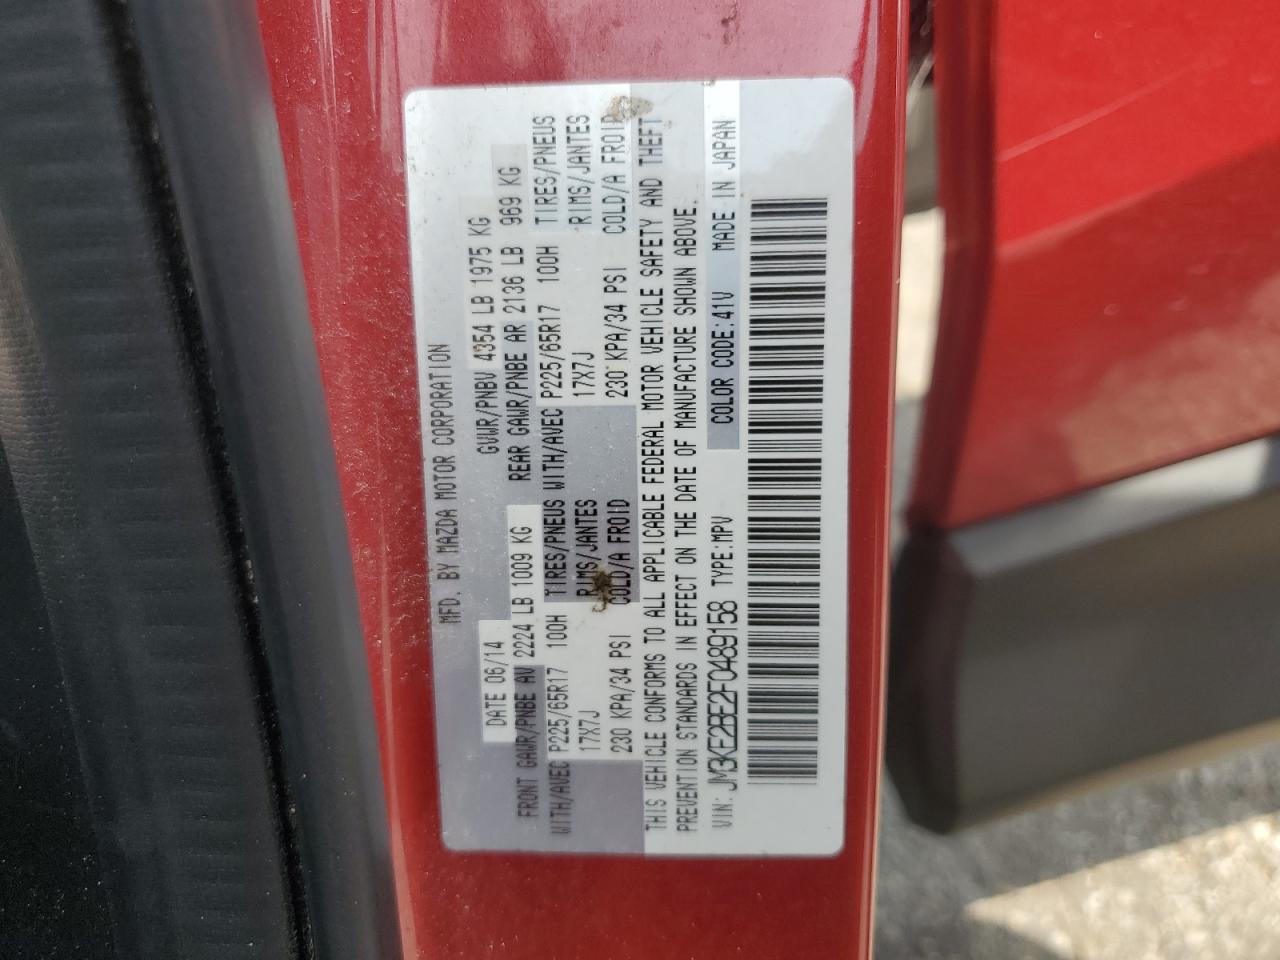 MFD. BY MAZDA MOTOR CORPORATION
DATE 06/14 GVWR/PNBV 4354 LB 1975 KG
FRONT GAWR/PNBE AV 2224 LB 1009 KG REAR GAWR/PNBE AR 2136 LB 969 KG
WITH/AVEC P225/65R17 100H TIRES/PNEUS WITH/AVEC P225/65R17 100H TIRES/PNEUS
17X7J RIMS/JANTES 17X7J RIMS/JANTES
230 KPA/34 PSI COLD/A FROID 230 KPA/34 PSI COLD/A FROID
THIS VEHICLE CONFORMS TO ALL APPLICABLE FEDERAL MOTOR VEHICLE SAFETY AND THEFT
PREVENTION STANDARDS IN EFFECT ON THE DATE OF MANUFACTURE SHOWN ABOVE.
VIN: JM3KE2BE2F0489158 TYPE:MPV COLOR CODE:41V MADE IN JAPAN